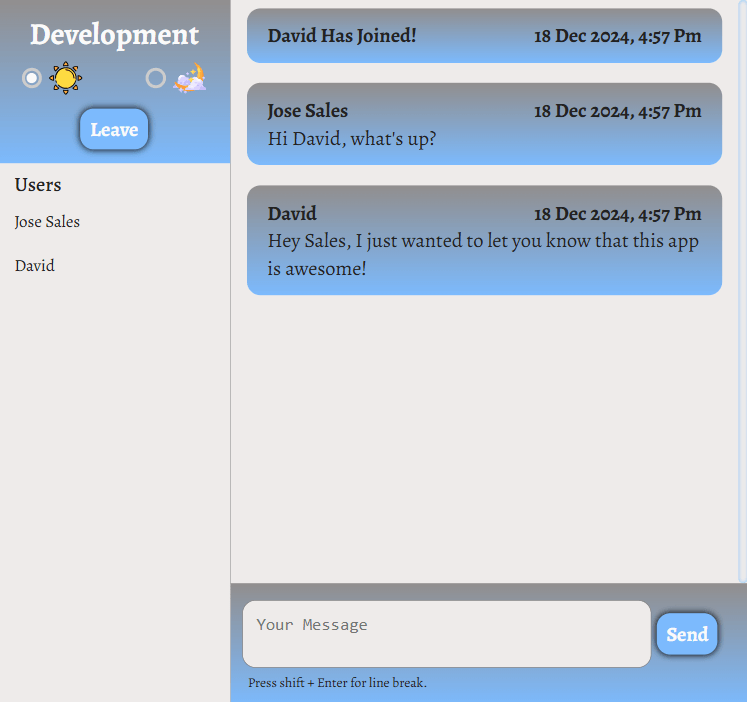 Development
Leave
Users
Jose Sales
David
David Has Joined! 18 Dec 2024, 4:57 Pm
Jose Sales 18 Dec 2024, 4:57 Pm
Hi David, what's up?
David 18 Dec 2024, 4:57 Pm
Hey Sales, I just wanted to let you know that this app
is awesome!
Your Message
Send
Press shift + Enter for line break.